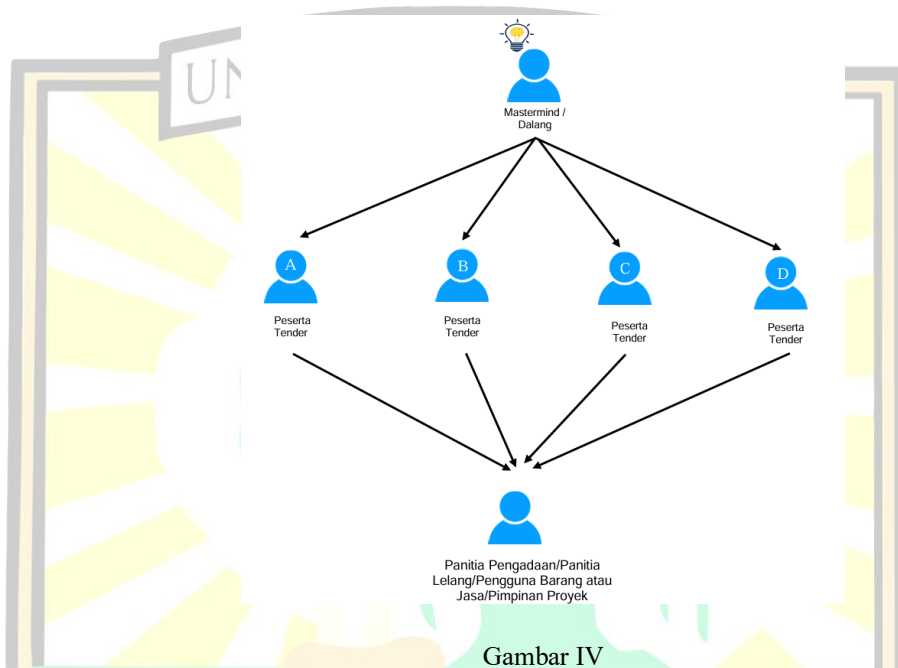 UN
Mastermind /
Dalang
A
B
C
D
Peserta
Tender
Peserta
Tender
Peserta
Tender
Peserta
Tender
Panitia Pengadaan/Panitia
Lelang/Pengguna Barang atau
Jasa/Pimpinan Proyek
Gambar IV